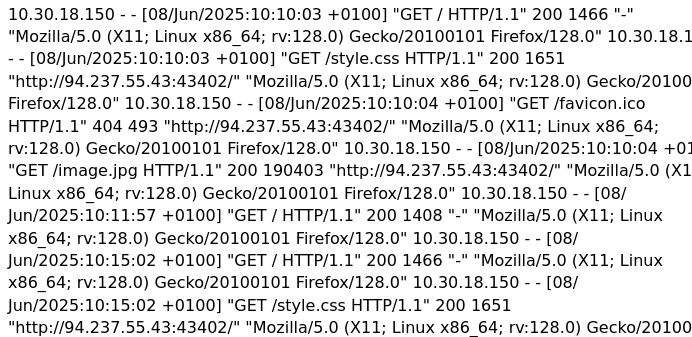 10.30.18.150 - - [08/Jun/2025:10:10:03 +0100] "GET / HTTP/1.1" 200 1466 "-"
"Mozilla/5.0 (X11; Linux x86_64; rv:128.0) Gecko/20100101 Firefox/128.0" 10.30.18.1
- - [08/Jun/2025:10:10:03 +0100] "GET /style.css HTTP/1.1" 200 1651
"http://94.237.55.43:43402/" "Mozilla/5.0 (X11; Linux x86_64; rv:128.0) Gecko/20100
Firefox/128.0" 10.30.18.150 - - [08/Jun/2025:10:10:04 +0100] "GET /favicon.ico
HTTP/1.1" 404 493 "http://94.237.55.43:43402/" "Mozilla/5.0 (X11; Linux x86_64;
rv:128.0) Gecko/20100101 Firefox/128.0" 10.30.18.150 - - [08/Jun/2025:10:10:04 +01
"GET /image.jpg HTTP/1.1" 200 190403 "http://94.237.55.43:43402/" "Mozilla/5.0 (X1
Linux x86_64; rv:128.0) Gecko/20100101 Firefox/128.0" 10.30.18.150 - - [08/
Jun/2025:10:11:57 +0100] "GET / HTTP/1.1" 200 1408 "-" "Mozilla/5.0 (X11; Linux
x86_64; rv:128.0) Gecko/20100101 Firefox/128.0" 10.30.18.150 - - [08/
Jun/2025:10:15:02 +0100] "GET / HTTP/1.1" 200 1466 "-" "Mozilla/5.0 (X11; Linux
x86_64; rv:128.0) Gecko/20100101 Firefox/128.0" 10.30.18.150 - - [08/
Jun/2025:10:15:02 +0100] "GET /style.css HTTP/1.1" 200 1651
"http://94.237.55.43:43402/" "Mozilla/5.0 (X11; Linux x86_64; rv:128.0) Gecko/20100